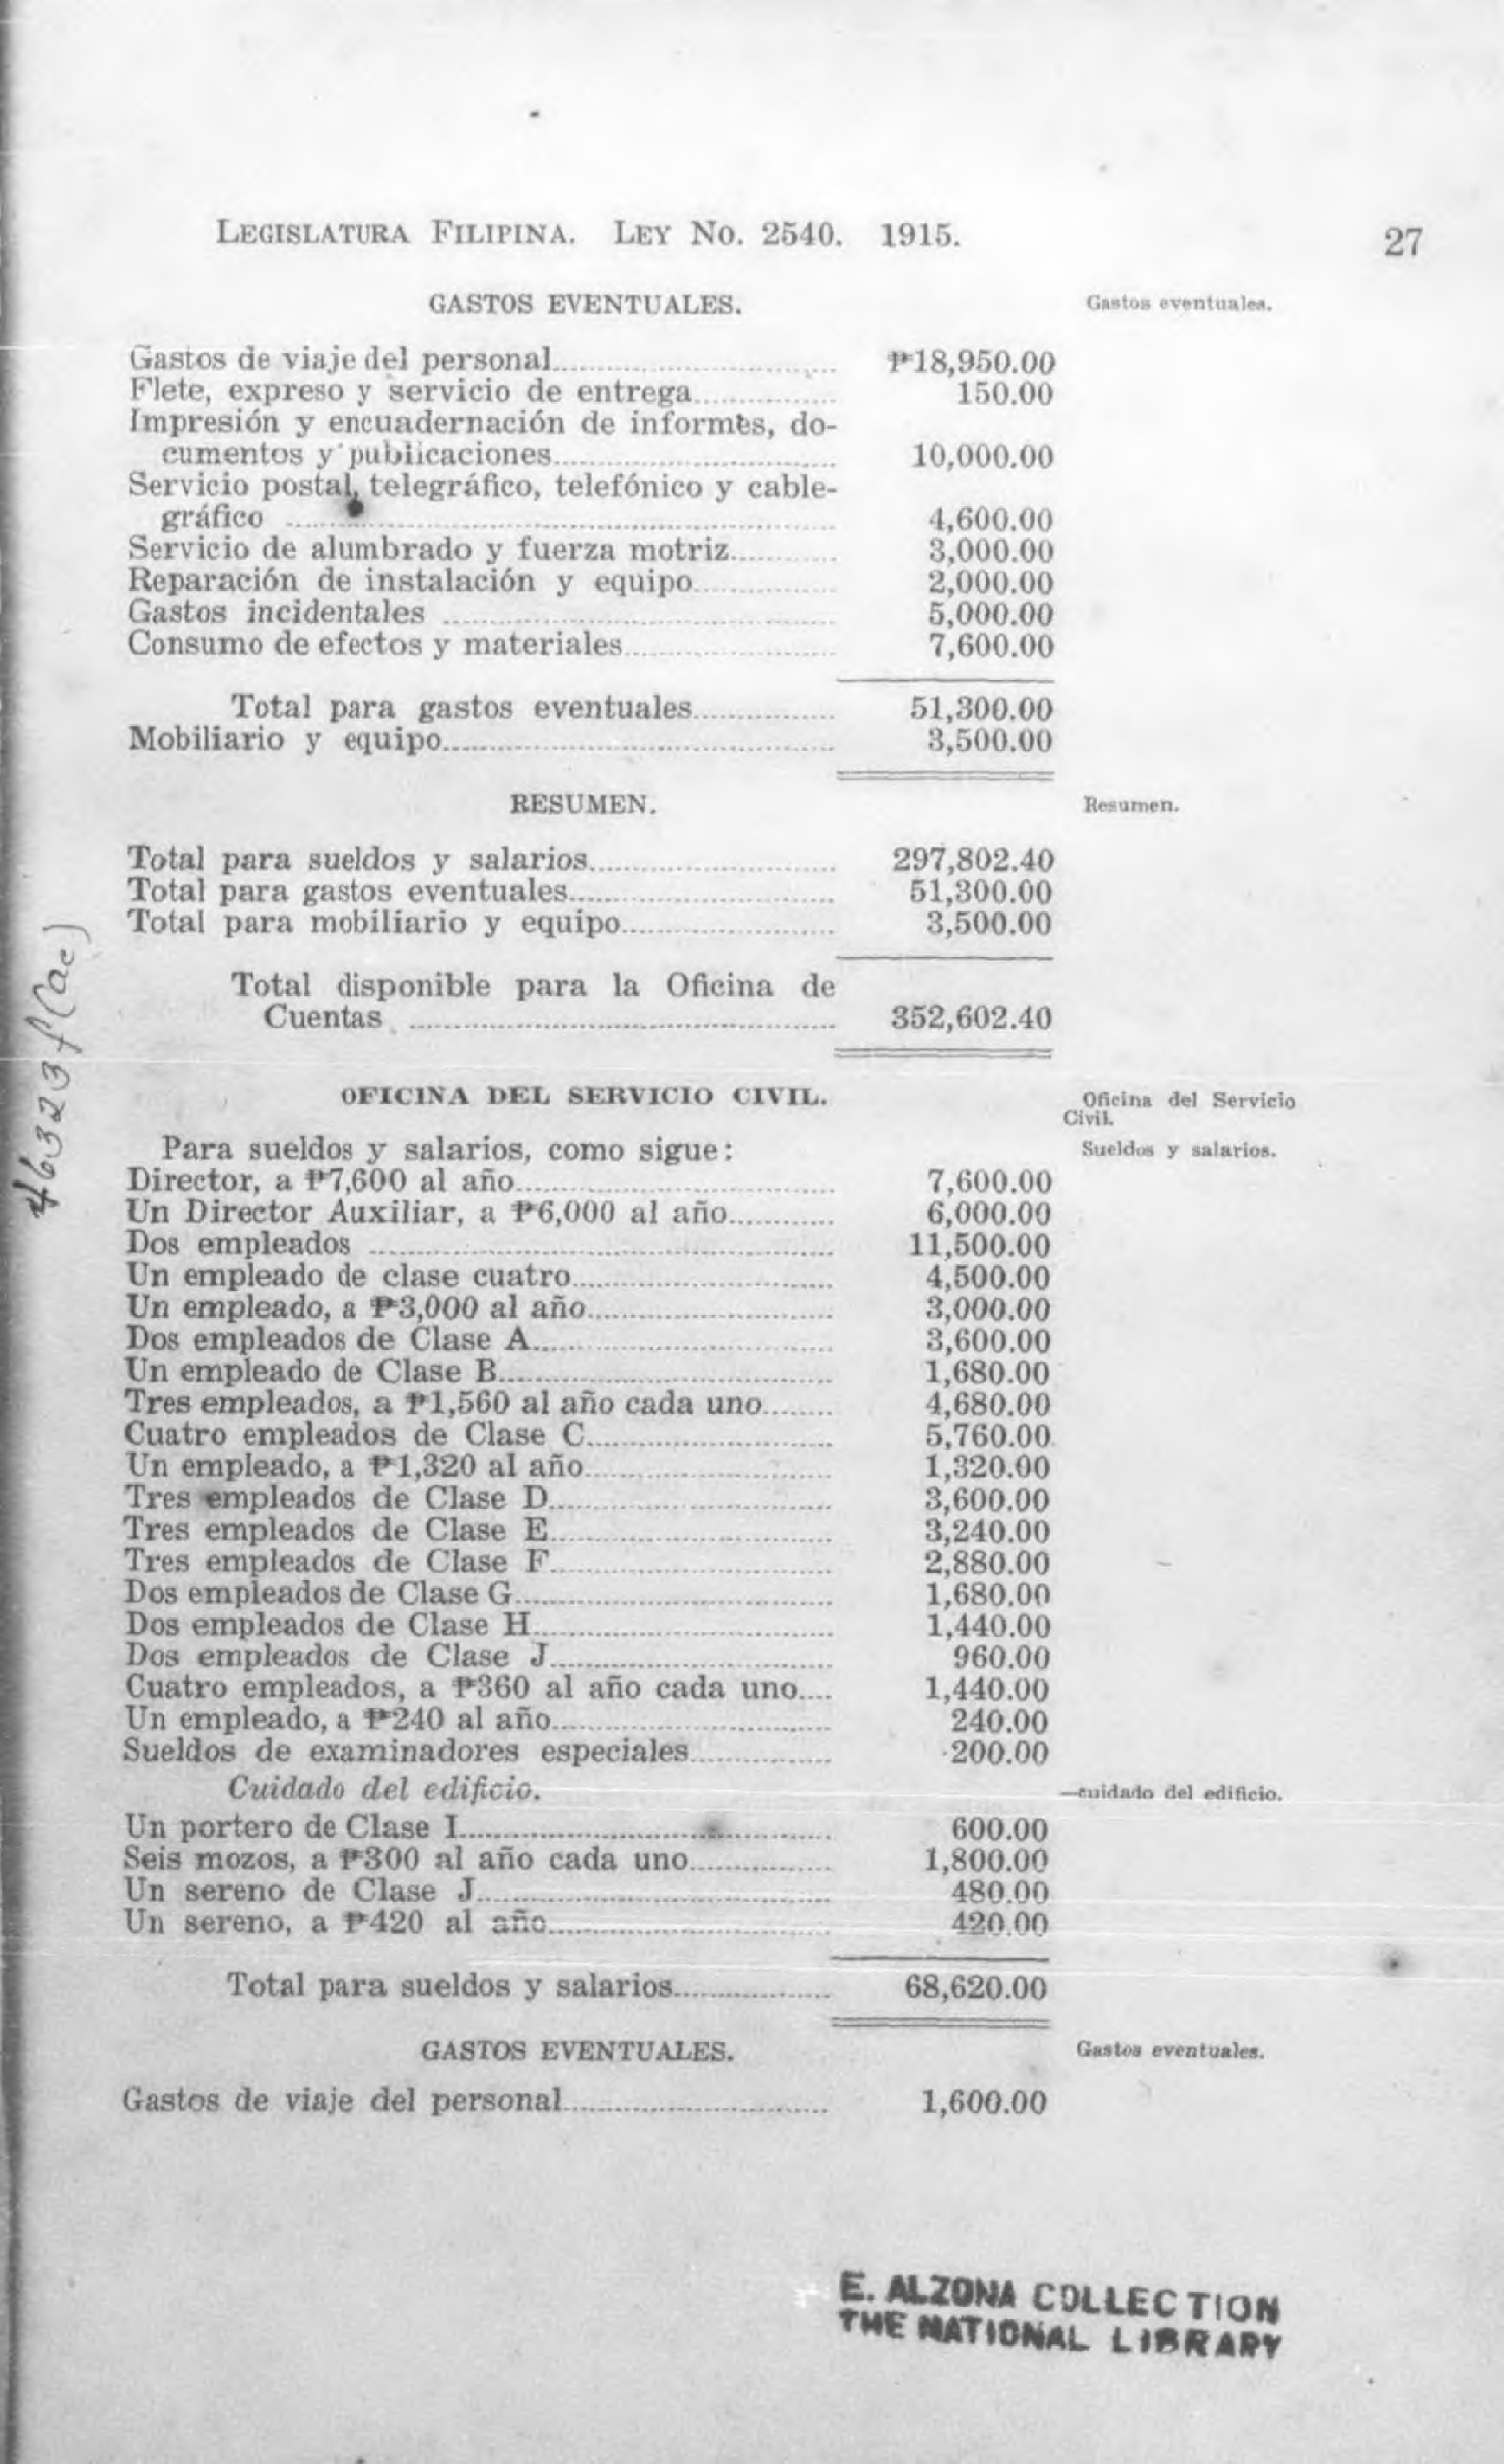 LEGISLATURA FILIPINA. LEY NO. 2540. 1915. 27
GASTOS EVENTUALES. Gastos eventuales.
Gastos de viaje del personal ₱18,950.00
Flete, expreso y servicio de entrega 150.00
Impresión y encuadernación de informes, do-
cumentos y publicaciones 10,000.00
Servicio postal, telegráfico, telefónico y cable-
gráfico 4,600.00
Servicio de alumbrado y fuerza motriz 3,000.00
Reparación de instalación y equipo 2,000.00
Gastos incidentales 5,000.00
Consumo de efectos y materiales 7,600.00
Total para gastos eventuales 51,300.00
Mobiliario y equipo 3,500.00
RESUMEN. Resumen.
Total para sueldos y salarios 297,802.40
Total para gastos eventuales 51,300.00
Total para mobiliario y equipo 3,500.00
Total disponible para la Oficina de
Cuentas 352,602.40
OFICINA DEL SERVICIO CIVIL. Oficina del Servicio
Civil.
Para sueldos y salarios, como sigue: Sueldos y salarios.
Director, a ₱7,600 al año 7,600.00
Un Director Auxiliar, a ₱6,000 al año 6,000.00
Dos empleados 11,500.00
Un empleado de clase cuatro 4,500.00
Un empleado, a ₱3,000 al año 3,000.00
Dos empleados de Clase A 3,600.00
Un empleado de Clase B 1,680.00
Tres empleados, a ₱1,560 al año cada uno 4,680.00
Cuatro empleados de Clase C 5,760.00
Un empleado, a ₱1,320 al año 1,320.00
Tres empleados de Clase D 3,600.00
Tres empleados de Clase E 3,240.00
Tres empleados de Clase F 2,880.00
Dos empleados de Clase G 1,680.00
Dos empleados de Clase H 1,440.00
Dos empleados de Clase J 960.00
Cuatro empleados, a ₱360 al año cada uno 1,440.00
Un empleado, a ₱240 al año 240.00
Sueldos de examinadores especiales 200.00
Cuidado del edificio. —cuidado del edificio.
Un portero de Clase I 600.00
Seis mozos, a ₱300 al año cada uno 1,800.00
Un sereno de Clase J 480.00
Un sereno, a ₱420 al año 420.00
Total para sueldos y salarios 68,620.00
GASTOS EVENTUALES. Gastos eventuales.
Gastos de viaje del personal 1,600.00
E. ALZONA COLLECTION
THE NATIONAL LIBRARY